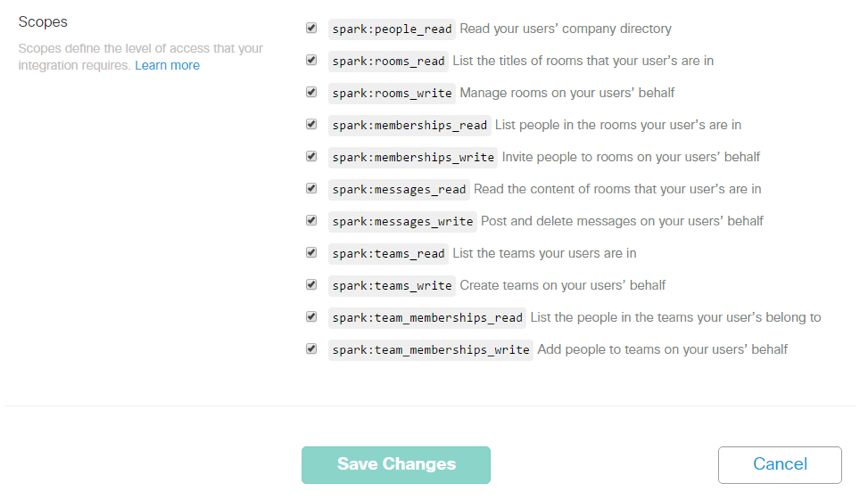 Scopes
Scopes define the level of access that your
integration requires. Learn more
spark:people_read Read your users’ company directory
spark:rooms_read List the titles of rooms that your user’s are in
spark:rooms_write Manage rooms on your users’ behalf
spark:memberships_read List people in the rooms your user’s are in
spark:memberships_write Invite people to rooms on your users’ behalf
spark:messages_read Read the content of rooms that your user’s are in
spark:messages_write Post and delete messages on your users’ behalf
spark:teams_read List the teams your users are in
spark:teams_write Create teams on your users’ behalf
spark:team_memberships_read List the people in the teams your user’s belong to
spark:team_memberships_write Add people to teams on your users’ behalf
Save Changes
Cancel